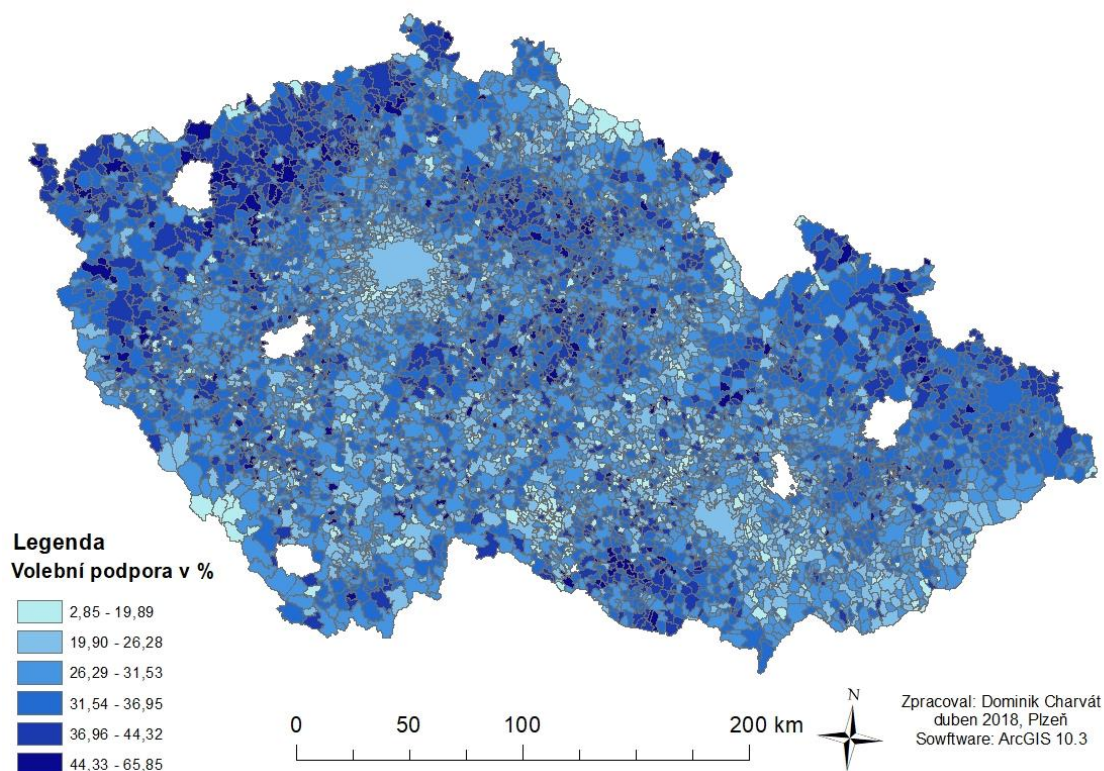 Legenda
Volební podpora v %
2,85 - 19,89
19,90 - 26,28
26,29 - 31,53
31,54 - 36,95
36,96 - 44,32
44,33 - 65,85
0 50 100 200 km
N
Zpracoval: Dominik Charvát
duben 2018, Plzeň
Sowftware: ArcGIS 10.3